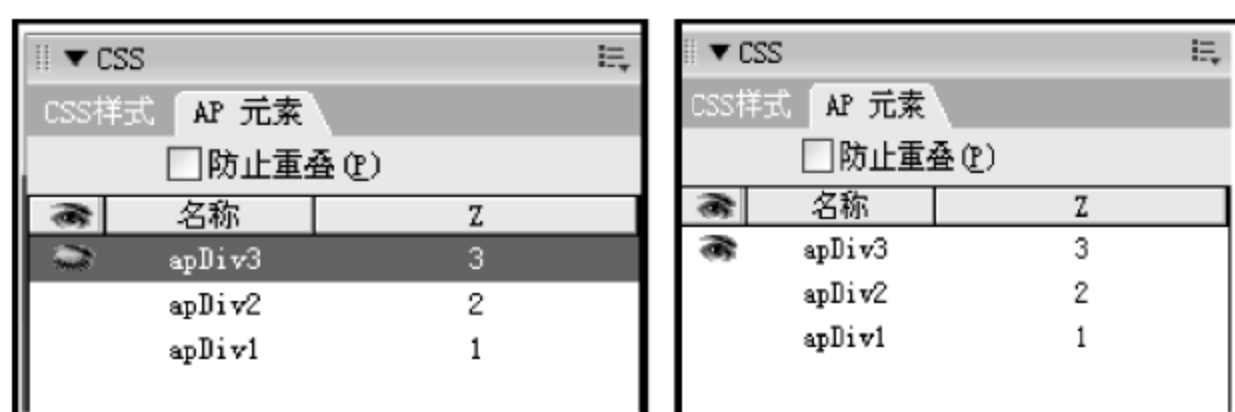 CSS
CSS样式 AP 元素
防止重叠(P)
名称 Z
apDiv3 3
apDiv2 2
apDiv1 1
CSS
CSS样式 AP 元素
防止重叠(P)
名称 Z
apDiv3 3
apDiv2 2
apDiv1 1